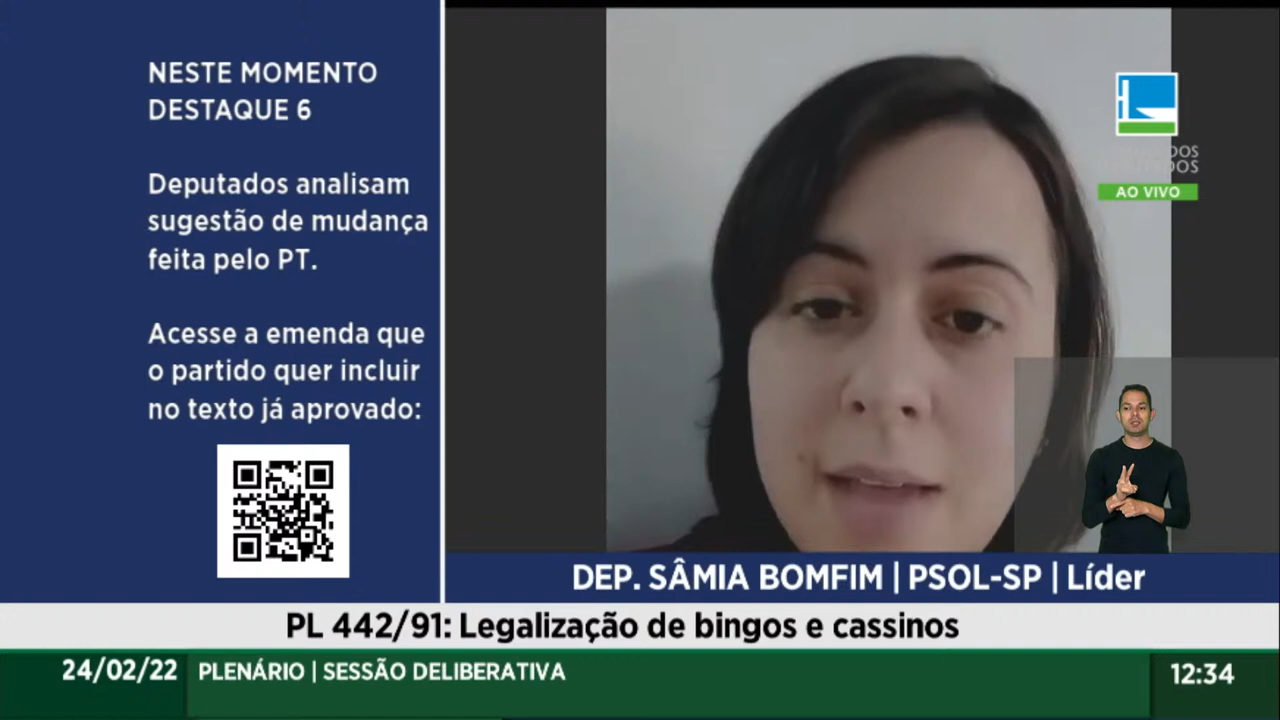 NESTE MOMENTO
DESTAQUE 6
Deputados analisam
sugestão de mudança
feita pelo PT.
Acesse a emenda que
o partido quer incluir
no texto já aprovado:
AO VIVO
DEP. SÂMIA BOMFIM | PSOL-SP | Líder
PL 442/91: Legalização de bingos e cassinos
24/02/22 PLENÁRIO | SESSÃO DELIBERATIVA 12:34